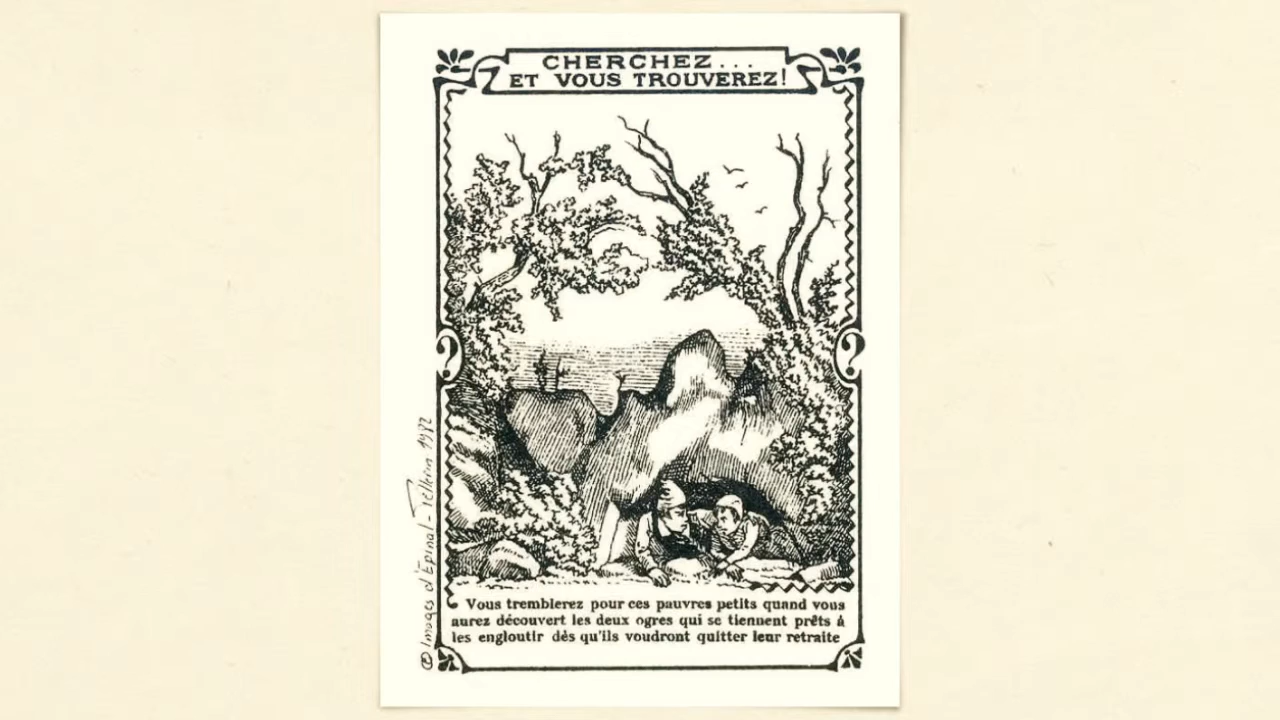 CHERCHEZ...
ET VOUS TROUVEREZ!
?
?
Vous tremblerez pour ces pauvres petits quand vous
aurez découvert les deux ogres qui se tiennent prêts à
les engloutir dès qu'ils voudront quitter leur retraite
© Images d'Épinal - Pellerin 1982